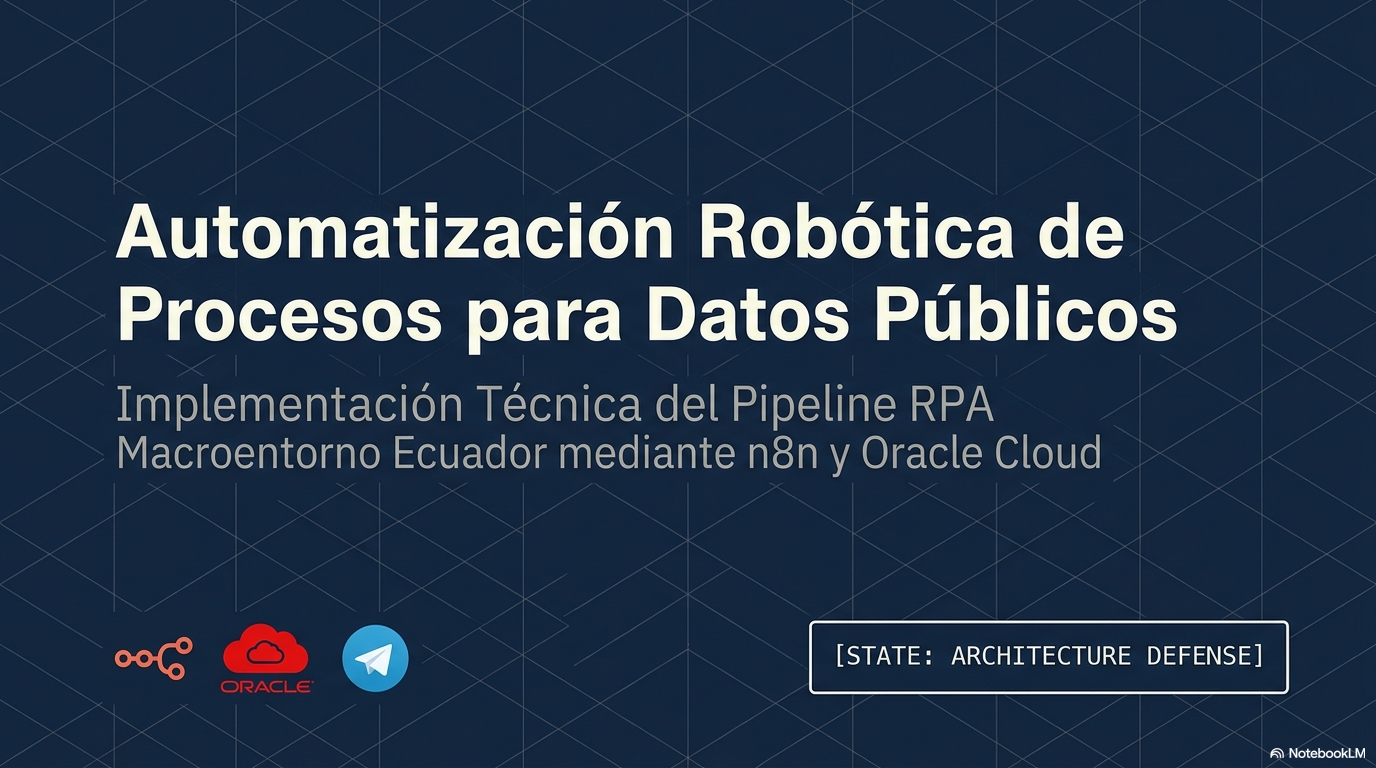 Automatización Robótica de
Procesos para Datos Públicos
Implementación Técnica del Pipeline RPA
Macroentorno Ecuador mediante n8n y Oracle Cloud
ORACLE
[STATE: ARCHITECTURE DEFENSE]
NotebookLM